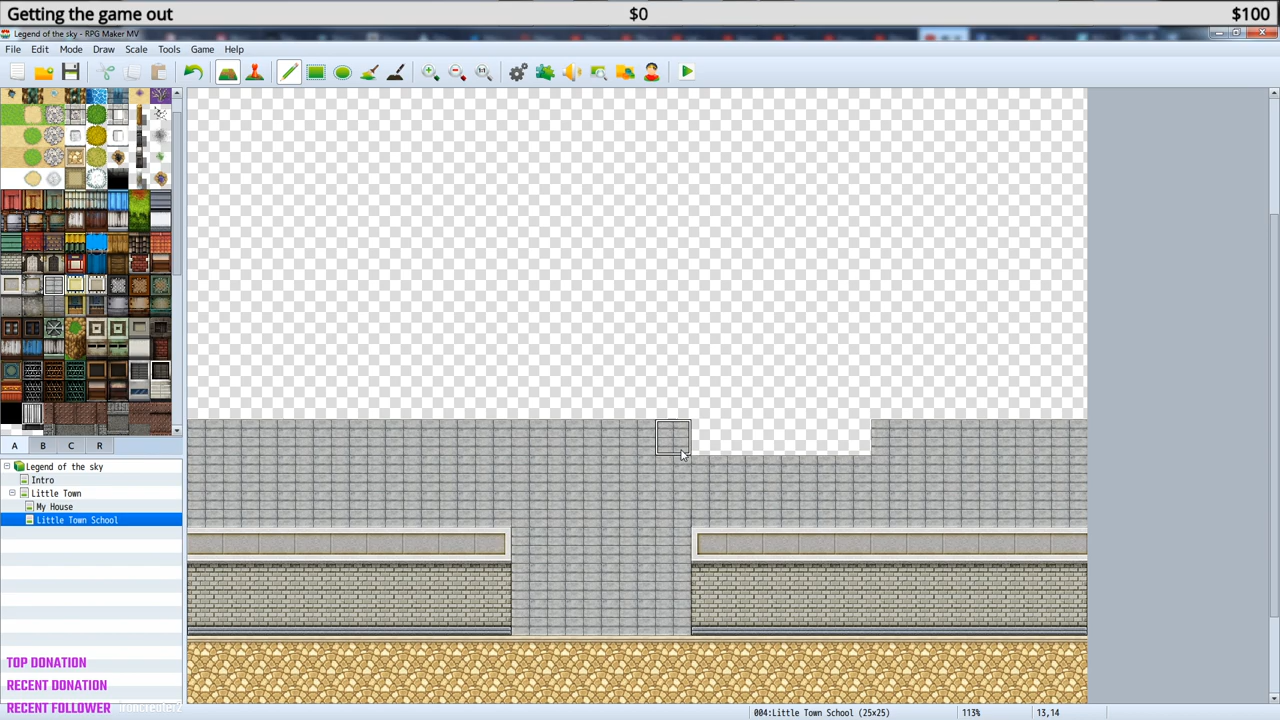 Getting the game out $0 $100
Legend of the sky - RPG Maker MV
File Edit Mode Draw Scale Tools Game Help
A B C R
Legend of the sky
Intro
Little Town
My House
Little Town School
TOP DONATION
RECENT DONATION
RECENT FOLLOWER
004:Little Town School (25×25) 113% 13,14